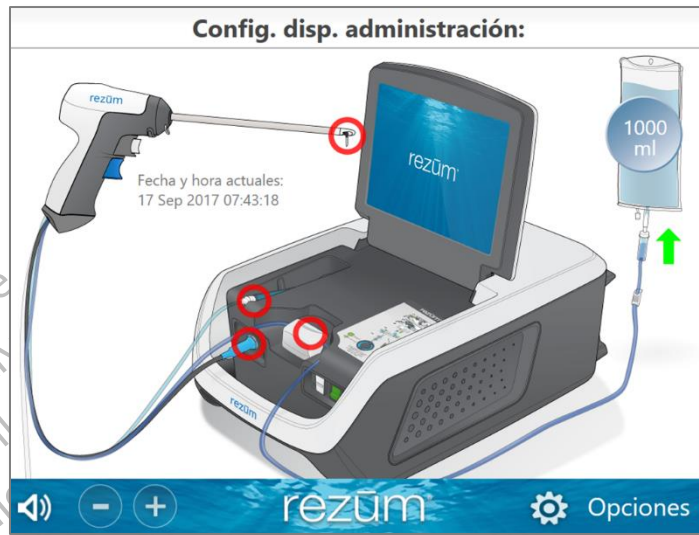 Config. disp. administración:
rezūm
Fecha y hora actuales:
17 Sep 2017 07:43:18
rezūm
1000
ml
rezūm
rezūm
Opciones